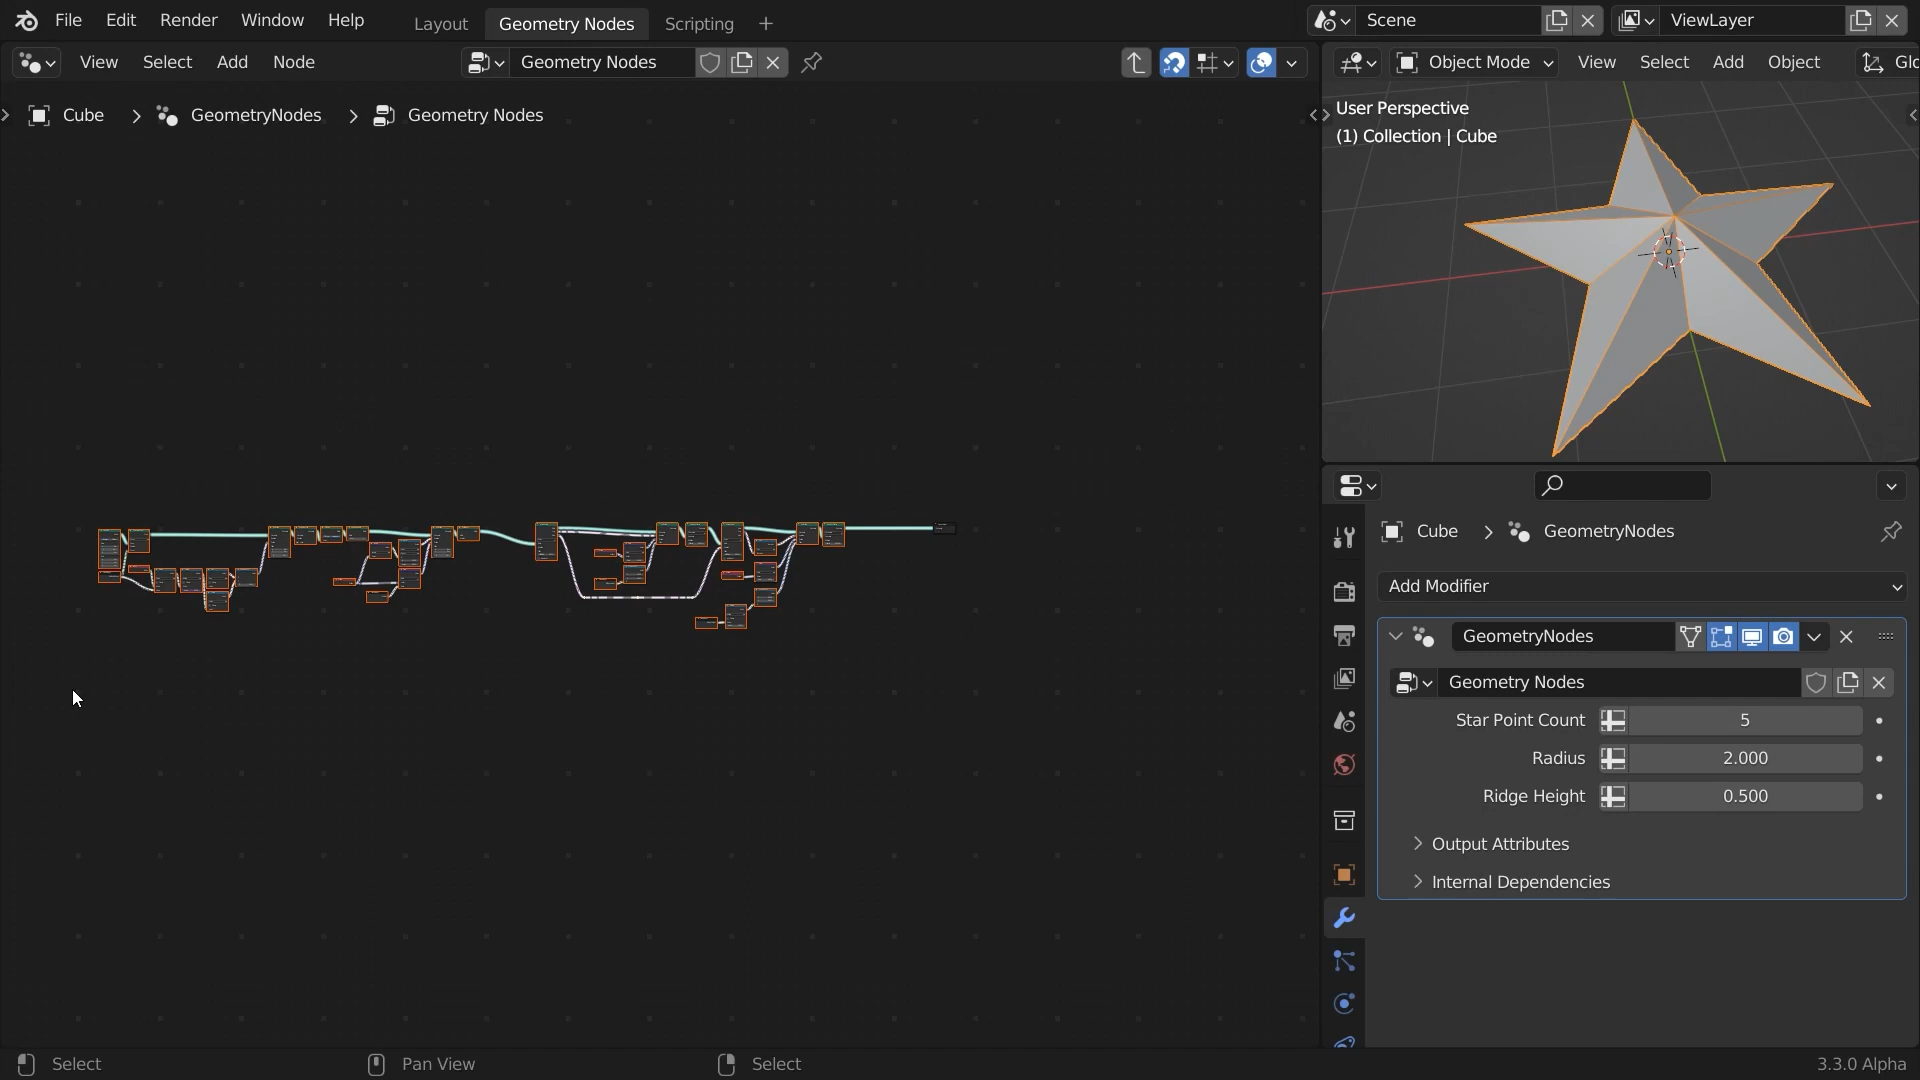 File Edit Render Window Help Layout Geometry Nodes Scripting Scene ViewLayer
View Select Add Node Geometry Nodes Object Mode View Select Add Object Glo
Cube GeometryNodes Geometry Nodes
User Perspective
(1) Collection | Cube
Cube GeometryNodes
Add Modifier
GeometryNodes
Geometry Nodes
Star Point Count 5
Radius 2.000
Ridge Height 0.500
Output Attributes
Internal Dependencies
Select Pan View Select 3.3.0 Alpha